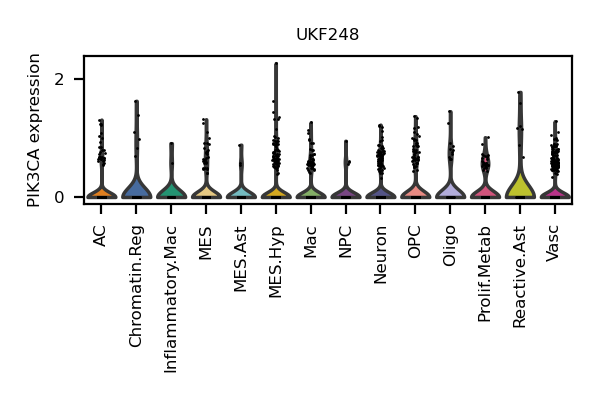 UKF248
PIK3CA expression
2
0
AC
Chromatin.Reg
Inflammatory.Mac
MES
MES.Ast
MES.Hyp
Mac
NPC
Neuron
OPC
Oligo
Prolif.Metab
Reactive.Ast
Vasc